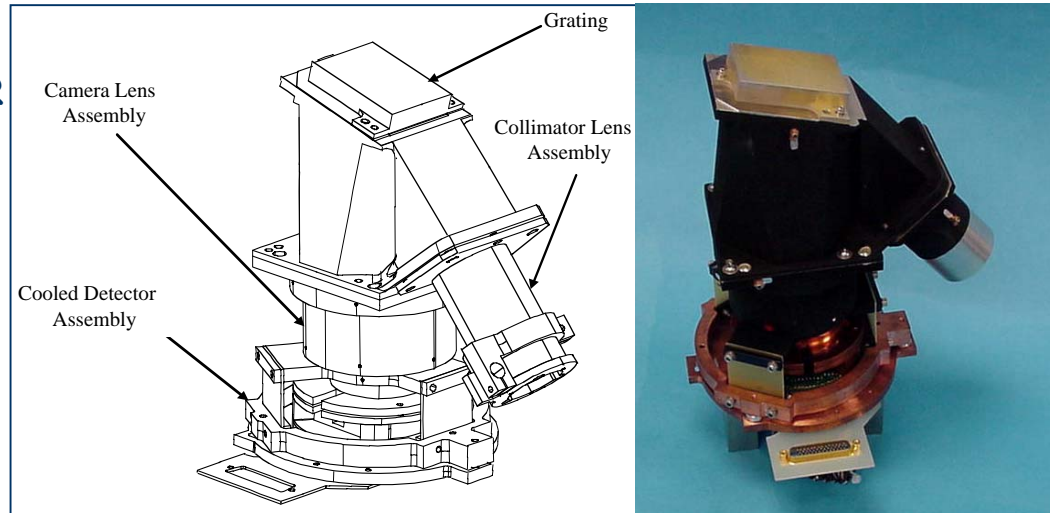 Grating
Camera Lens
Assembly
Collimator Lens
Assembly
Cooled Detector
Assembly